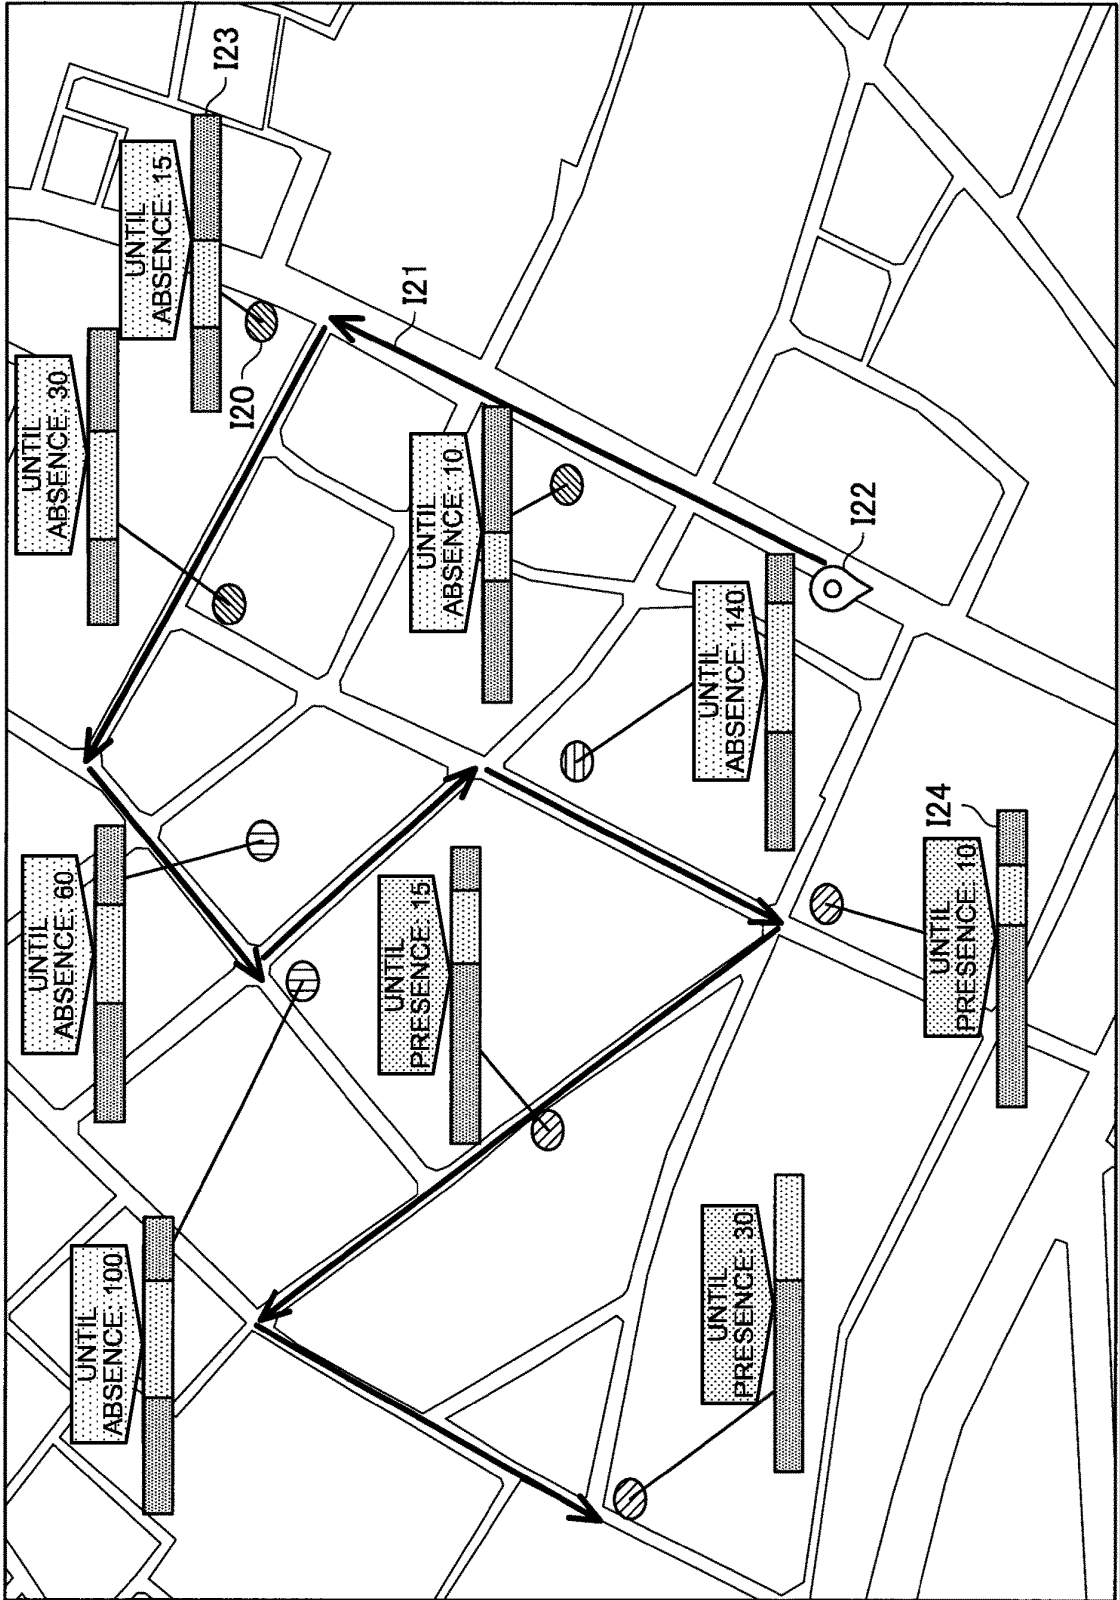 UNTIL
ABSENCE: 15
I23
UNTIL
ABSENCE: 30
I20
I21
UNTIL
ABSENCE: 10
I22
UNTIL
ABSENCE: 140
UNTIL
ABSENCE: 60
UNTIL
PRESENCE: 15
I24
UNTIL
PRESENCE: 10
UNTIL
ABSENCE: 100
UNTIL
PRESENCE: 30